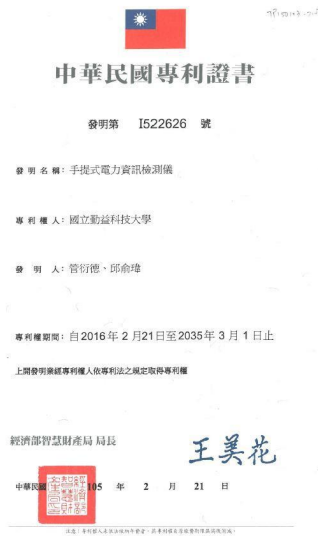 中華民國專利證書
發明第 I522626 號
發明名稱：手提式電力資訊檢測儀
專利權人：國立勤益科技大學
發明人：管衍德、邱俞瑋
專利權期間：自2016年2月21日至2035年3月1日止
上開發明業經專利權人依專利法之規定取得專利權
經濟部智慧財產局 局長
王美花
中華民國 105 年 2 月 21 日